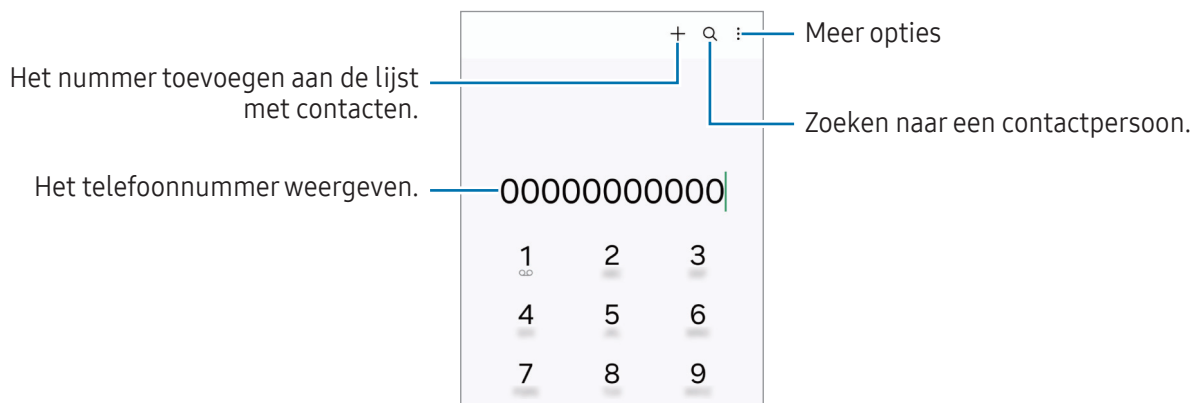 Meer opties
Het nummer toevoegen aan de lijst
met contacten.
Zoeken naar een contactpersoon.
Het telefoonnummer weergeven.
00000000000
1 2 3
4 5 6
7 8 9